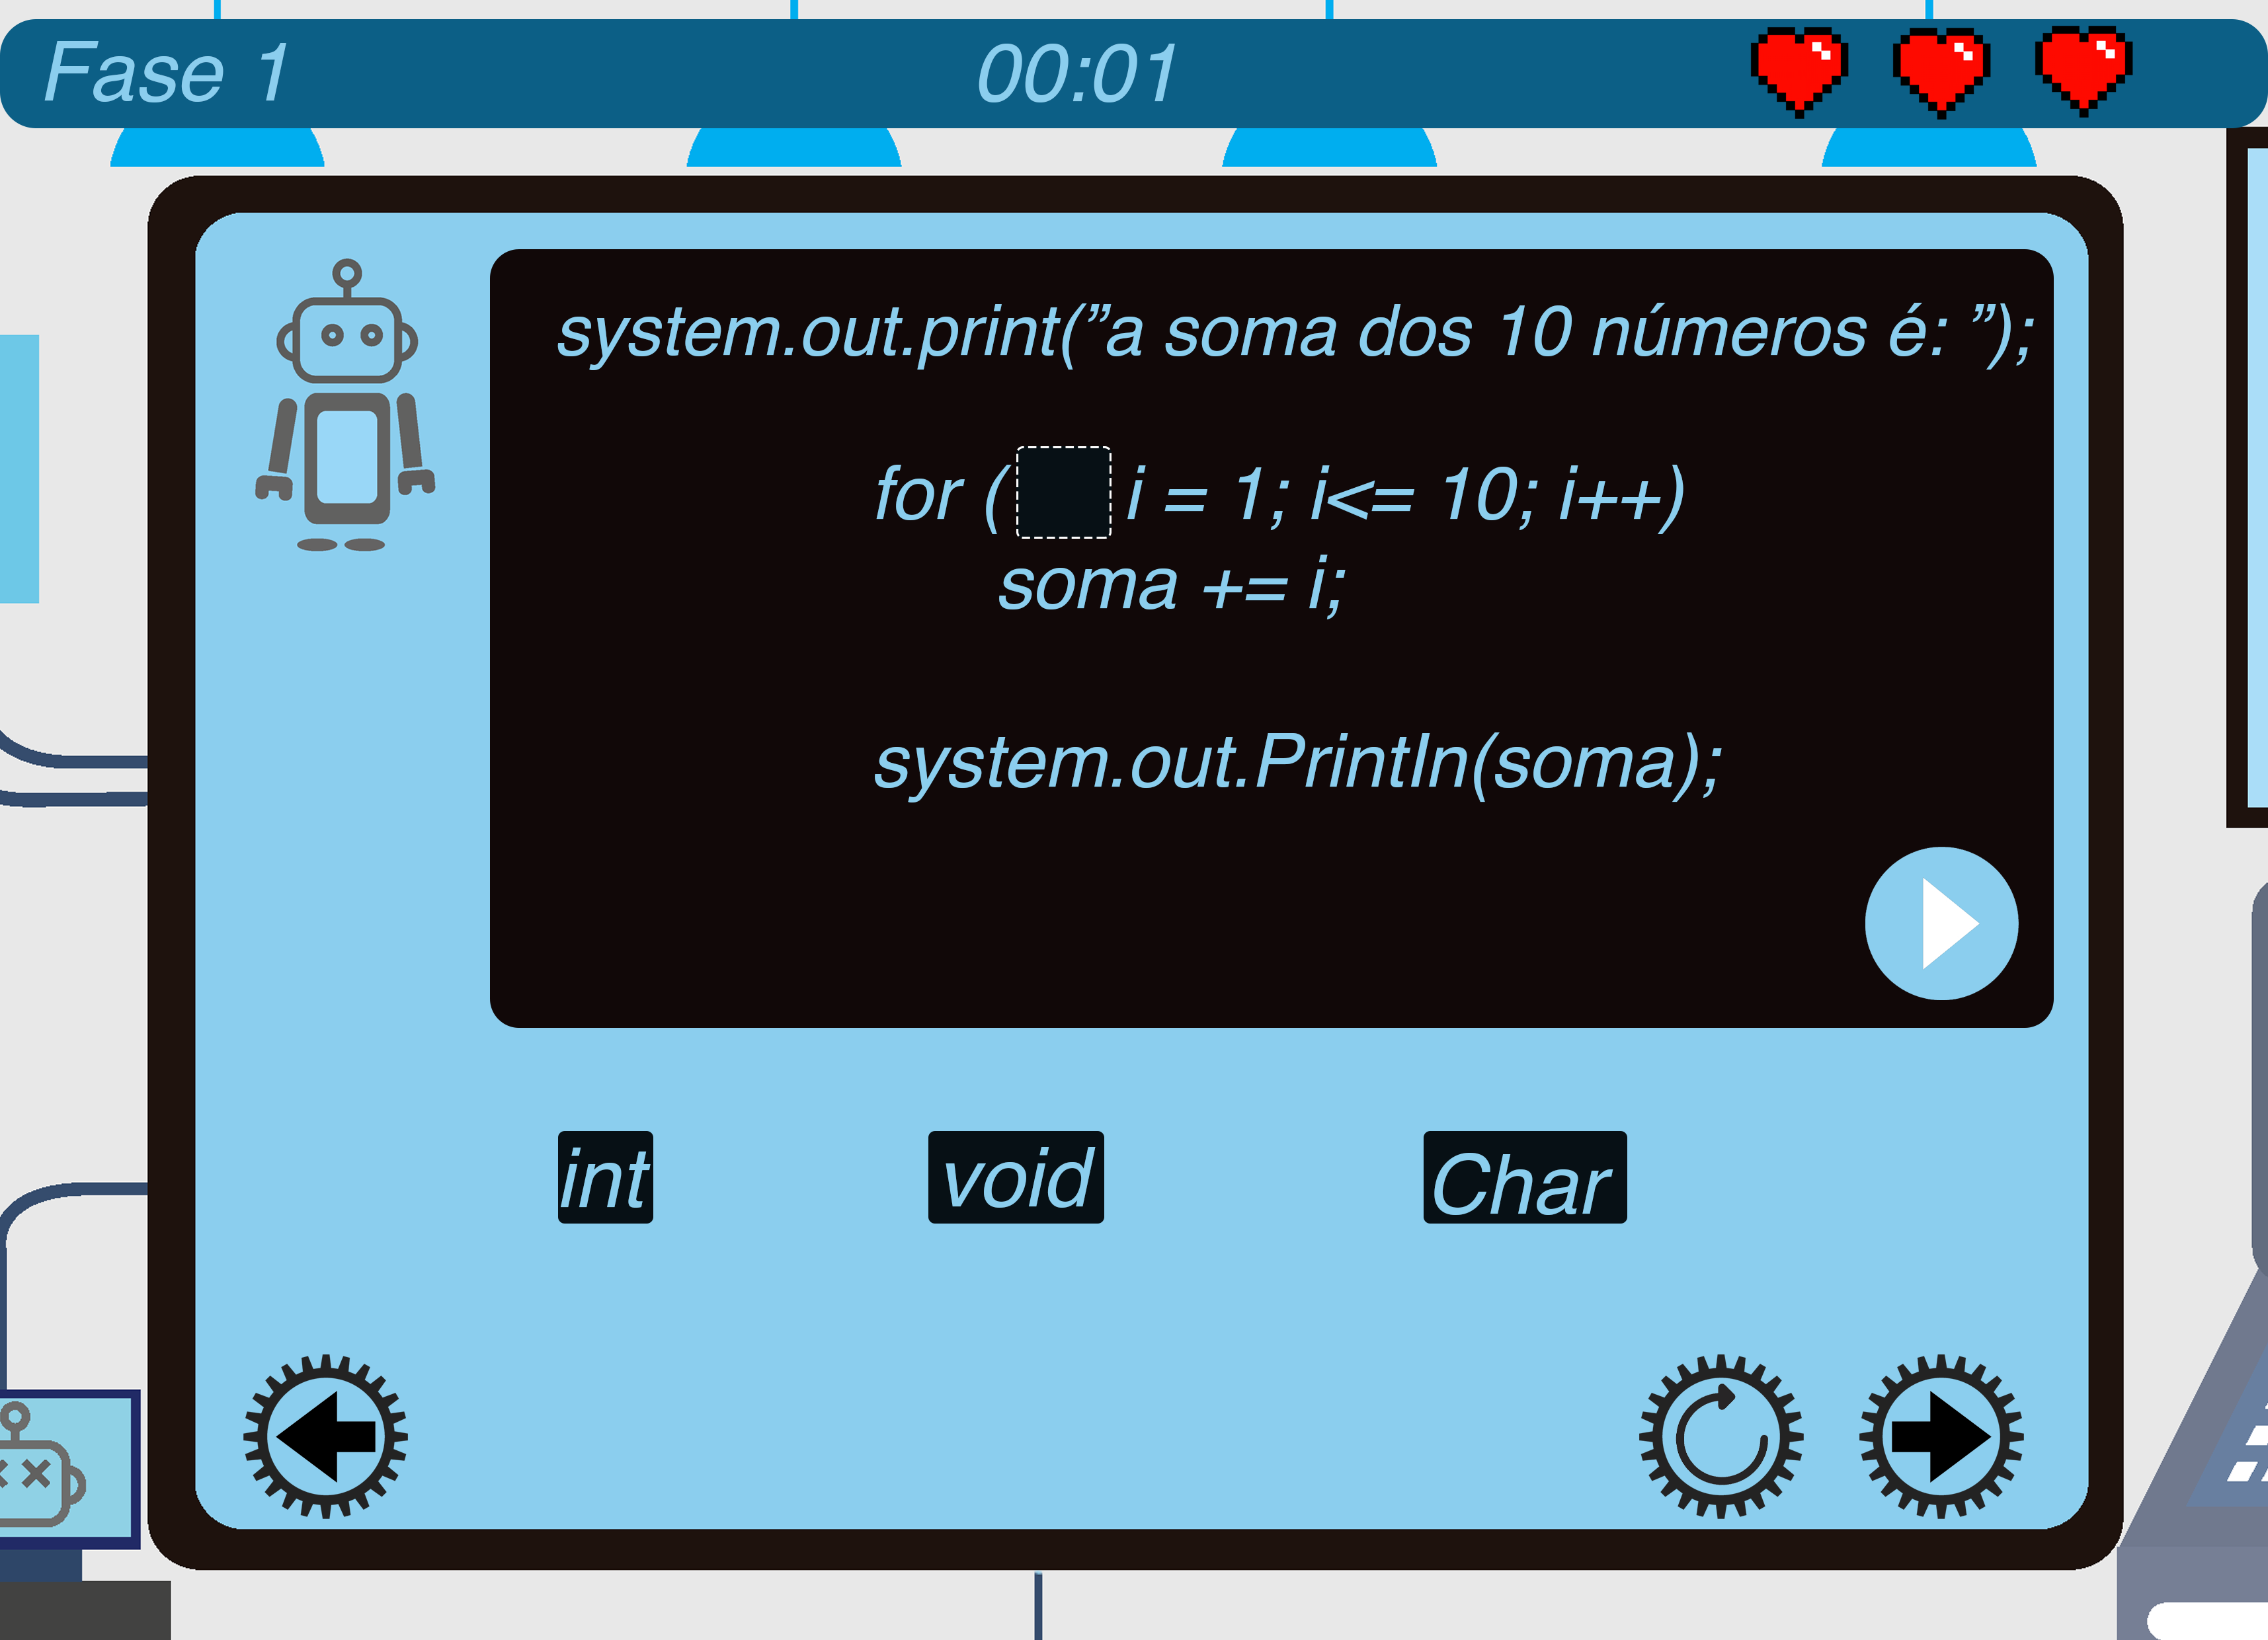 Fase 1
00:01
system.out.print(”a soma dos 10 números é: ”);
for ( i = 1; i<= 10; i++)
soma += i;
system.out.Println(soma);
int
void
Char